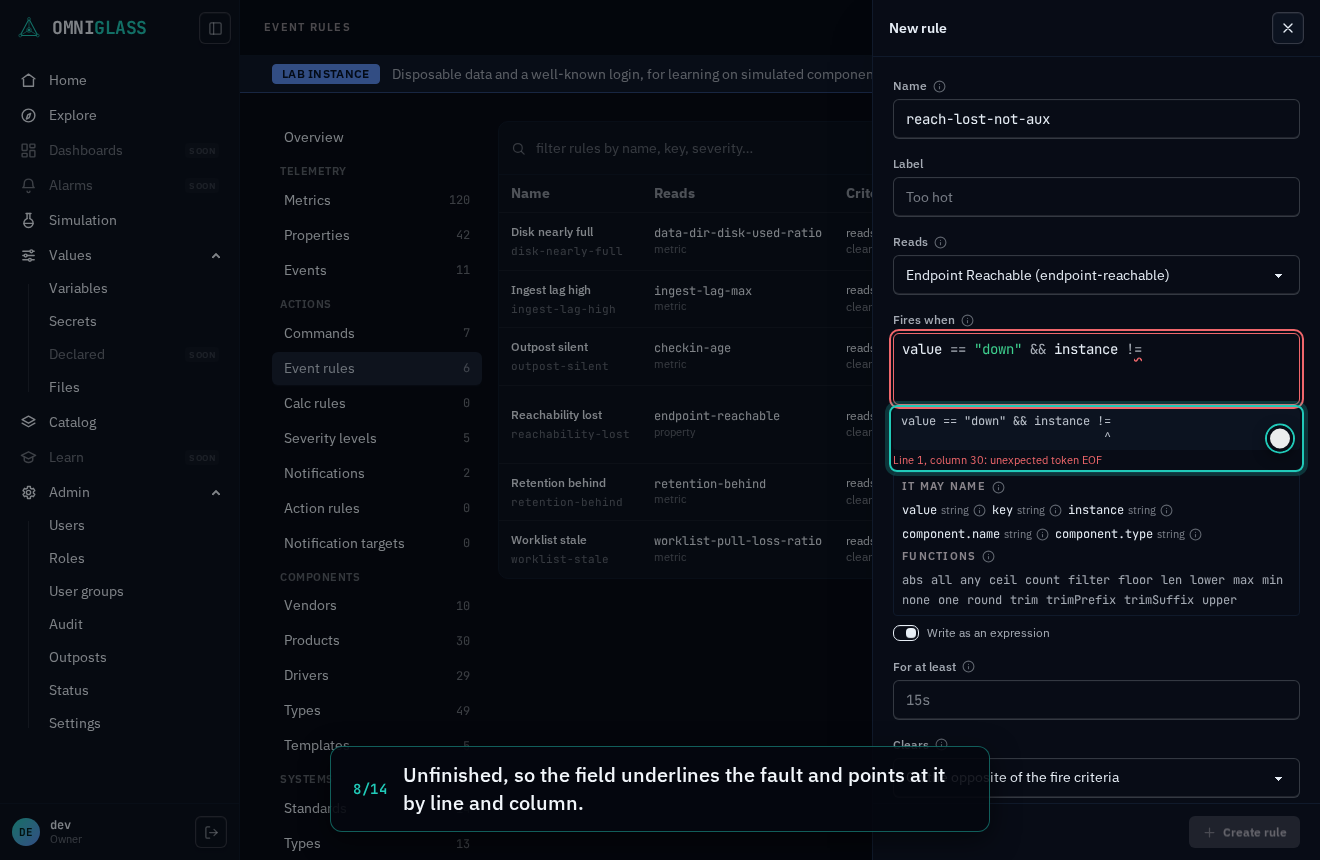 OMNIGLASS
Home
Explore
Dashboards SOON
Alarms SOON
Simulation
Values
Variables
Secrets
Declared SOON
Files
Catalog
Learn SOON
Admin
Users
Roles
User groups
Audit
Outposts
Status
Settings
DE dev
Owner
EVENT RULES
LAB INSTANCE Disposable data and a well-known login, for learning on simulated componen
Overview
TELEMETRY
Metrics 120
Properties 42
Events 11
ACTIONS
Commands 7
Event rules 6
Calc rules 0
Severity levels 5
Notifications 2
Action rules 0
Notification targets 0
COMPONENTS
Vendors 10
Products 30
Drivers 29
Types 49
Templates 5
SYSTEMS
Standards
Types 13
filter rules by name, key, severity…
Name Reads Crite
Disk nearly full data-dir-disk-used-ratio reads
disk-nearly-full metric clear
Ingest lag high ingest-lag-max reads
ingest-lag-high metric clear
Outpost silent checkin-age reads
outpost-silent metric clear
Reachability lost endpoint-reachable reads
reachability-lost property clear
Retention behind retention-behind reads
retention-behind metric clear
Worklist stale worklist-pull-loss-ratio reads
worklist-stale metric clear
New rule
Name
reach-lost-not-aux
Label
Too hot
Reads
Endpoint Reachable (endpoint-reachable)
Fires when
value == "down" && instance !=
value == "down" && instance !=
^
Line 1, column 30: unexpected token EOF
IT MAY NAME
value string key string instance string
component.name string component.type string
FUNCTIONS
abs all any ceil count filter floor len lower max min
none one round trim trimPrefix trimSuffix upper
Write as an expression
For at least
15s
Clears
opposite of the fire criteria
Create rule
8/14
Unfinished, so the field underlines the fault and points at it
by line and column.